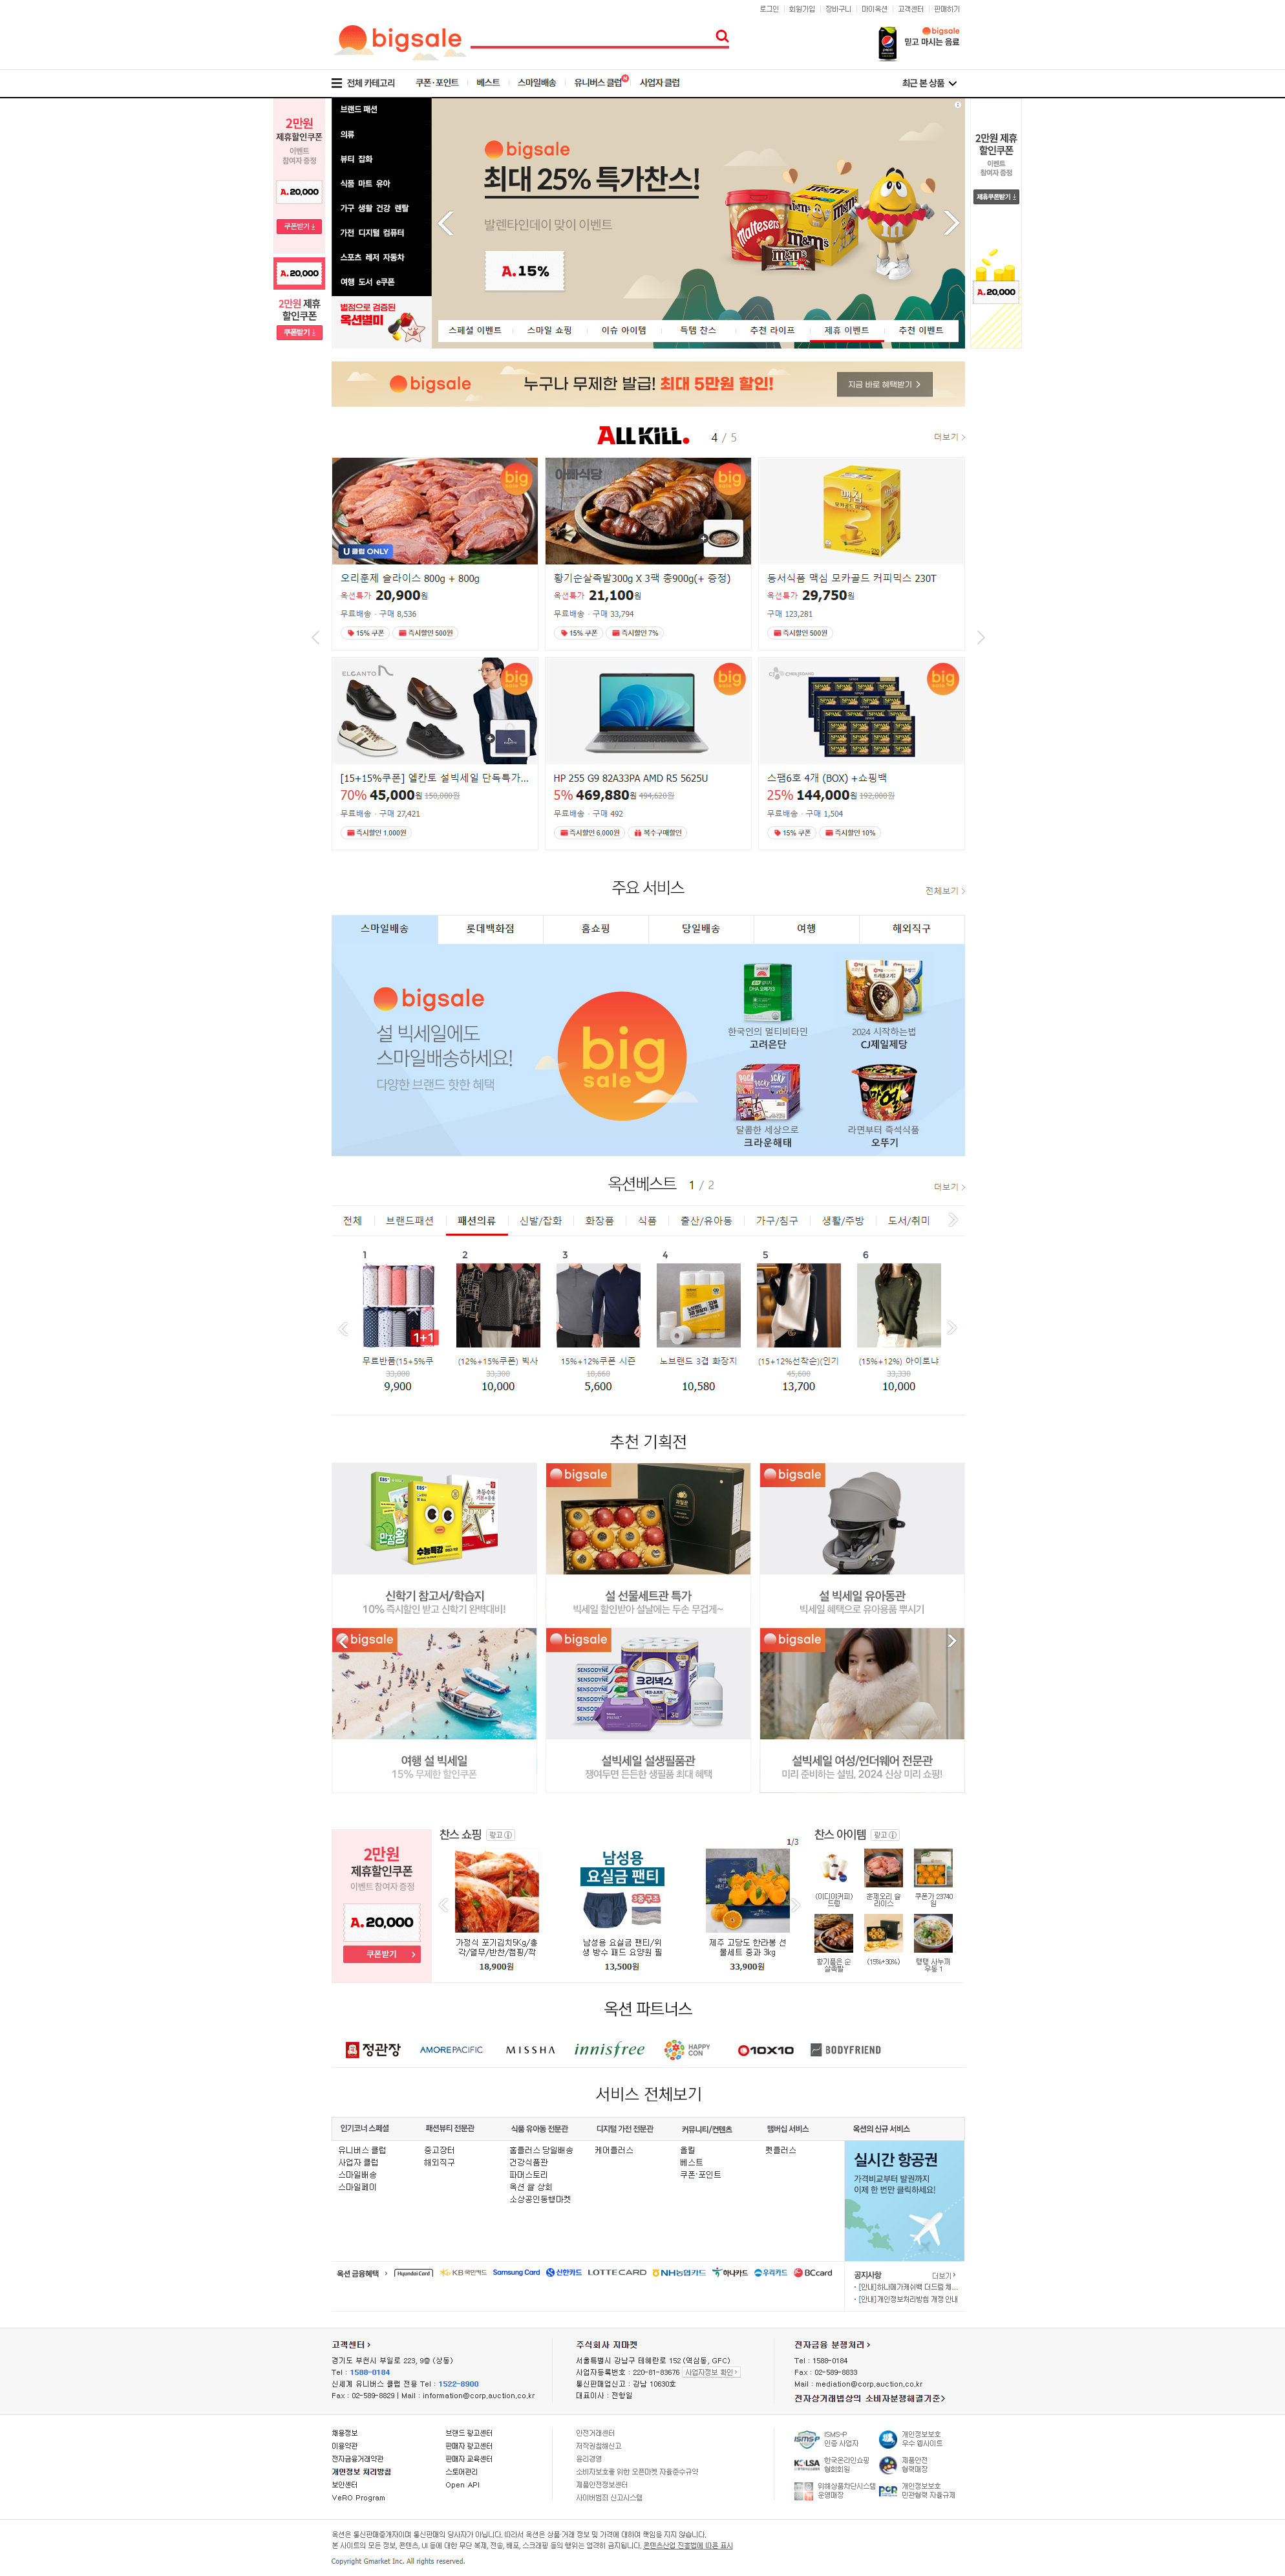 로그인 회원가입 장바구니 마이옥션 고객센터 판매하기
bigsale
bigsale
믿고 마시는 음료
전체 카테고리 쿠폰·포인트 베스트 스마일배송 유니버스 클럽 사업자 클럽 최근 본 상품
2만원
제휴할인쿠폰
이벤트
참여자 증정
A. 20,000
쿠폰받기
A. 20,000
2만원 제휴
할인쿠폰
쿠폰받기
브랜드 패션
의류
뷰티 잡화
식품 마트 유아
가구 생활 건강 렌탈
가전 디지털 컴퓨터
스포츠 레저 자동차
여행 도서 e쿠폰
별점으로 검증된
옥션별미
bigsale
최대 25% 특가찬스!
발렌타인데이 맞이 이벤트
A. 15%
Maltesers
m&m's
스페셜 이벤트 스마일 쇼핑 이슈 아이템 득템 찬스 추천 라이프 제휴 이벤트 추천 이벤트
2만원 제휴
할인쿠폰
이벤트
참여자 증정
제휴쿠폰받기
A. 20,000
bigsale 누구나 무제한 발급! 최대 5만원 할인! 지금 바로 혜택받기
ALL KILL. 4 / 5 더보기
big
U 클럽 ONLY
오리훈제 슬라이스 800g + 800g
옥션특가 20,900원
무료배송 · 구매 8,536
15% 쿠폰 즉시할인 500원
아빠식당
big
황기순살족발300g X 3팩 총900g(+ 증정)
옥션특가 21,100원
무료배송 · 구매 33,794
15% 쿠폰 즉시할인 7%
맥심
동서식품 맥심 모카골드 커피믹스 230T
옥션특가 29,750원
구매 123,281
즉시할인 500원
ELGANTO
big
[15+15%쿠폰] 엘칸토 설빅세일 단독특가...
70% 45,000원 150,000원
무료배송 · 구매 27,421
즉시할인 1,000원
big
HP 255 G9 82A33PA AMD R5 5625U
5% 469,880원 494,620원
무료배송 · 구매 492
즉시할인 6,000원 복수구매할인
CJ CHEILJEDANG
big
스팸6호 4개 (BOX) +쇼핑백
25% 144,000원 192,000원
무료배송 · 구매 1,504
15% 쿠폰 즉시할인 10%
주요 서비스 전체보기
스마일배송 롯데백화점 홈쇼핑 당일배송 여행 해외직구
bigsale
설 빅세일에도
스마일배송하세요!
다양한 브랜드 핫한 혜택
big
sale
한국인의 멀티비타민
고려은단
2024 시작하는법
CJ제일제당
달콤한 세상으로
크라운해태
라면부터 즉석식품
오뚜기
옥션베스트 1 / 2 더보기
전체 브랜드패션 패션의류 신발/잡화 화장품 식품 출산/유아동 가구/침구 생활/주방 도서/취미
1 2 3 4 5 6
1+1
무료반품(15+5%쿠 (12%+15%쿠폰) 빅사 15%+12%쿠폰 시즌 노브랜드 3겹 화장지 (15+12%선착순)(인기 (15%+12%) 아이토냐
33,000 33,300 18,660 45,600 33,330
9,900 10,000 5,600 10,580 13,700 10,000
추천 기획전
만점왕
수능특강
신학기 참고서/학습지
10% 즉시할인 받고 신학기 완벽대비!
bigsale
설 선물세트관 특가
빅세일 할인받아 설날에는 두손 무겁게~
bigsale
설 빅세일 유아동관
빅세일 혜택으로 유아용품 뿌시기
bigsale
여행 설 빅세일
15% 무제한 할인쿠폰
bigsale
SENSODYNE
크리넥스
설빅세일 설생필품관
쟁여두면 든든한 생필품 최대 혜택
bigsale
설빅세일 여성/언더웨어 전문관
미리 준비하는 설빔, 2024 신상 미리 쇼핑!
2만원
제휴할인쿠폰
이벤트 참여자 증정
A. 20,000
쿠폰받기
찬스 쇼핑 광고 1/3
남성용
요실금 팬티
3중구조
가정식 포기김치5Kg/총
각/열무/반찬/겉핌/깍
18,900원
남성용 요실금 팬티/위
생 방수 패드 요양원 필
13,500원
제주 고당도 한라봉 선
물세트 중과 3kg
33,900원
찬스 아이템 광고
(이디야커피)
드립
훈제오리 슬
라이스
쿠폰가 23740
원
황기품은 순
살족발
(15%+30%)
탱탱 사누끼
우동 1
옥션 파트너스
정관장 AMOREPACIFIC MISSHA innisfree HAPPY CON 10X10 BODYFRIEND
서비스 전체보기
인기코너 스페셜 패션뷰티 전문관 식품 유아동 전문관 디지털 가전 전문관 커뮤니티/컨텐츠 멤버십 서비스 옥션의 신규 서비스
유니버스 클럽
사업자 클럽
스마일배송
스마일페이
중고장터
해외직구
홈플러스 당일배송
건강식품관
파머스토리
옥션 쌀 상회
소상공인동행마켓
케어플러스
올킬
베스트
쿠폰·포인트
펫플러스
실시간 항공권
가격비교부터 발권까지
이제 한 번만 클릭하세요!
옥션 금융혜택 Hyundai Card KB 국민카드 Samsung Card 신한카드 LOTTE CARD NH농협카드 하나카드 우리카드 BCcard
공지사항 더보기
[안내]하나메가캐쉬백 더드림 체...
[안내]개인정보처리방침 개정 안내
고객센터
경기도 부천시 부일로 223, 9층 (상동)
Tel : 1588-0184
신세계 유니버스 클럽 전용 Tel : 1522-8900
Fax : 02-589-8829 | Mail : information@corp.auction.co.kr
주식회사 지마켓
서울특별시 강남구 테헤란로 152 (역삼동, GFC)
사업자등록번호 : 220-81-83676 사업자정보 확인
통신판매업신고 : 강남 10630호
대표이사 : 전항일
전자금융 분쟁처리
Tel : 1588-0184
Fax : 02-589-8833
Mail : mediation@corp.auction.co.kr
전자상거래법상의 소비자분쟁해결기준
채용정보
이용약관
전자금융거래약관
개인정보 처리방침
보안센터
VeRO Program
브랜드 광고센터
판매자 광고센터
판매자 교육센터
스토어관리
Open API
안전거래센터
저작권침해신고
윤리경영
소비자보호를 위한 오픈마켓 자율준수규약
제품안전정보센터
사이버범죄 신고시스템
ISMS-P
인증 사업자
개인정보보호
우수 웹사이트
한국온라인쇼핑
협회회원
제품안전
협력매장
위해상품차단시스템
운영매장
개인정보보호
민관협력 자율규제
옥션은 통신판매중개자이며 통신판매의 당사자가 아닙니다. 따라서 옥션은 상품·거래 정보 및 가격에 대하여 책임을 지지 않습니다.
본 사이트의 모든 정보, 콘텐츠, UI 등에 대한 무단 복제, 전송, 배포, 스크래핑 등의 행위는 엄격히 금지됩니다. 콘텐츠산업 진흥법에 따른 표시
Copyright Gmarket Inc. All rights reserved.